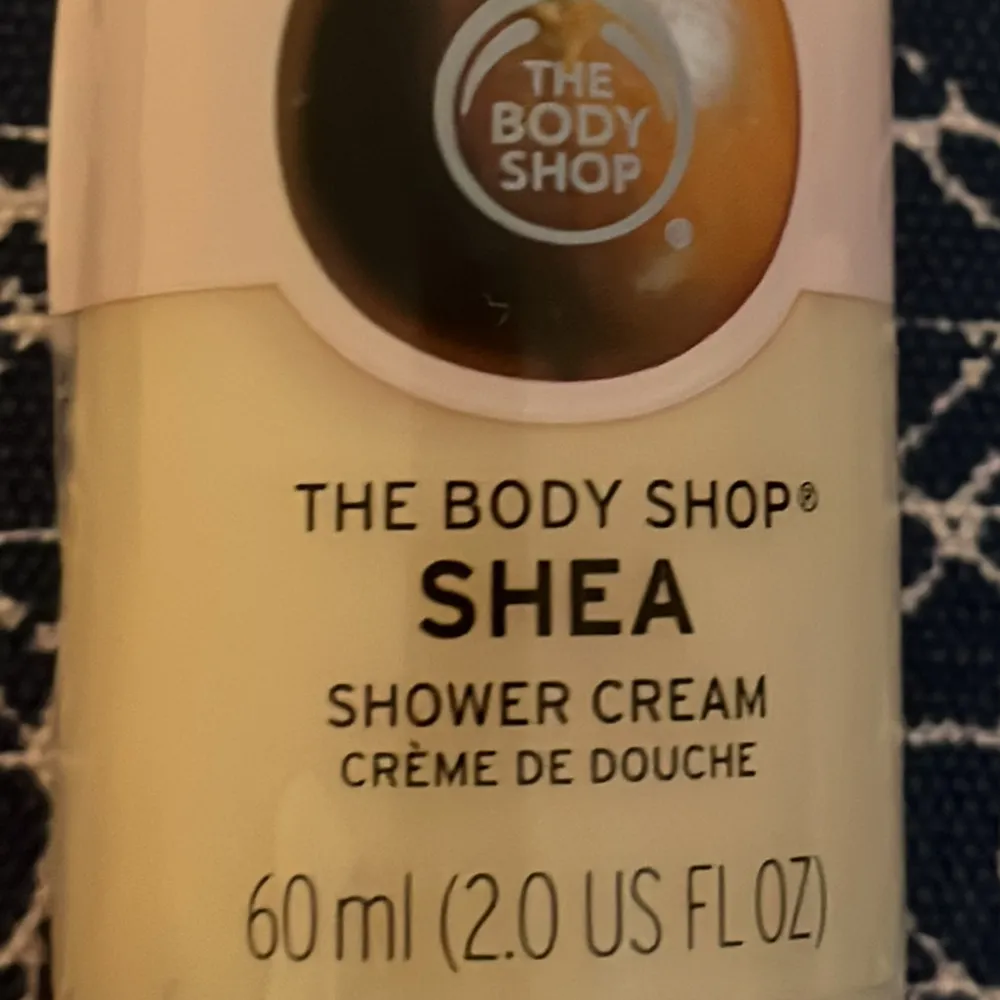 THE
BODY
SHOP
THE BODY SHOP®
SHEA
SHOWER CREAM
CRÈME DE DOUCHE
60 ml (2.0 US FL OZ)